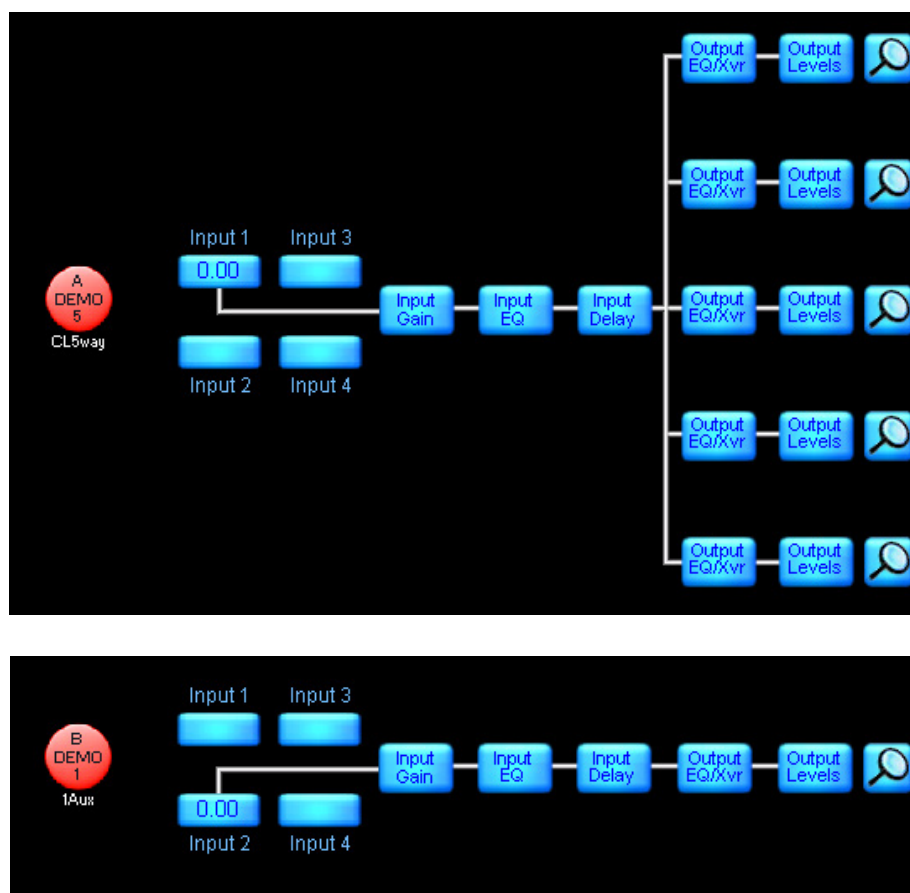 Output
EQ/Xvr
Output
Levels
Output
EQ/Xvr
Output
Levels
Input 1
Input 3
0.00
A
DEMO
5
CL5way
Input
Gain
Input
EQ
Input
Delay
Output
EQ/Xvr
Output
Levels
Input 2
Input 4
Output
EQ/Xvr
Output
Levels
Output
EQ/Xvr
Output
Levels
Input 1
Input 3
B
DEMO
1
1Aux
Input
Gain
Input
EQ
Input
Delay
Output
EQ/Xvr
Output
Levels
0.00
Input 2
Input 4